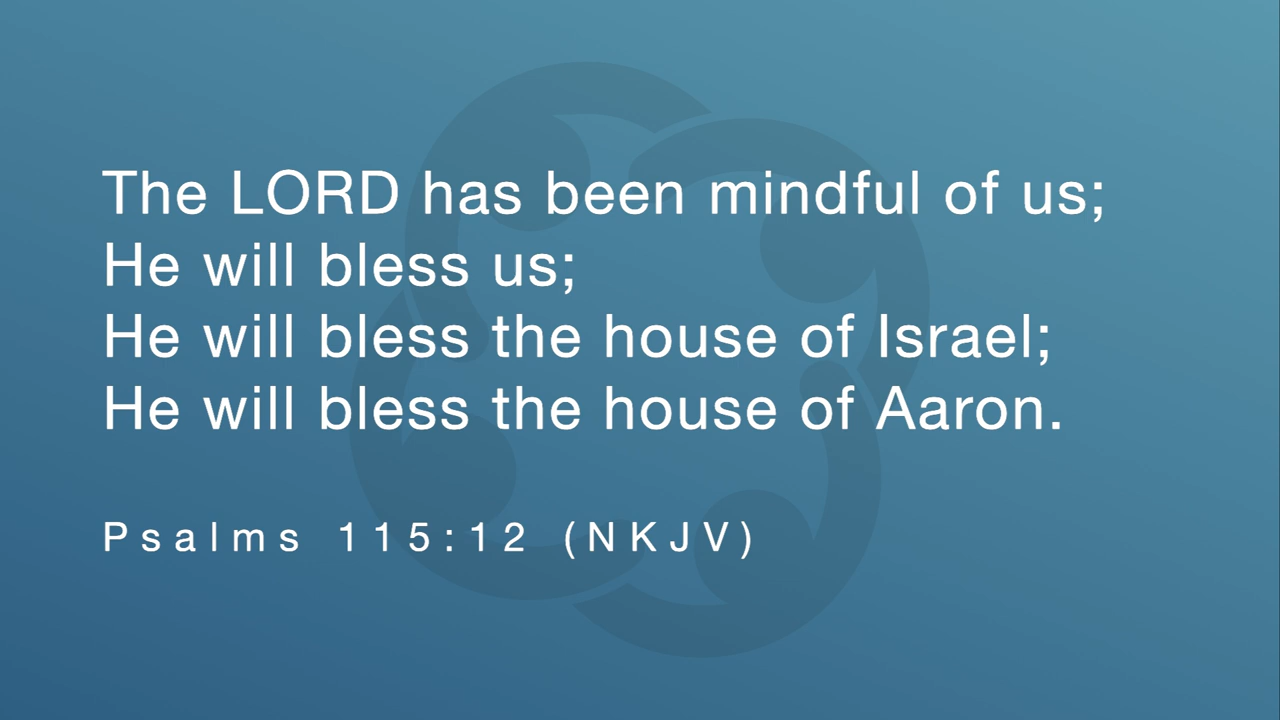 The LORD has been mindful of us;
He will bless us;
He will bless the house of Israel;
He will bless the house of Aaron.
Psalms 115:12 (NKJV)